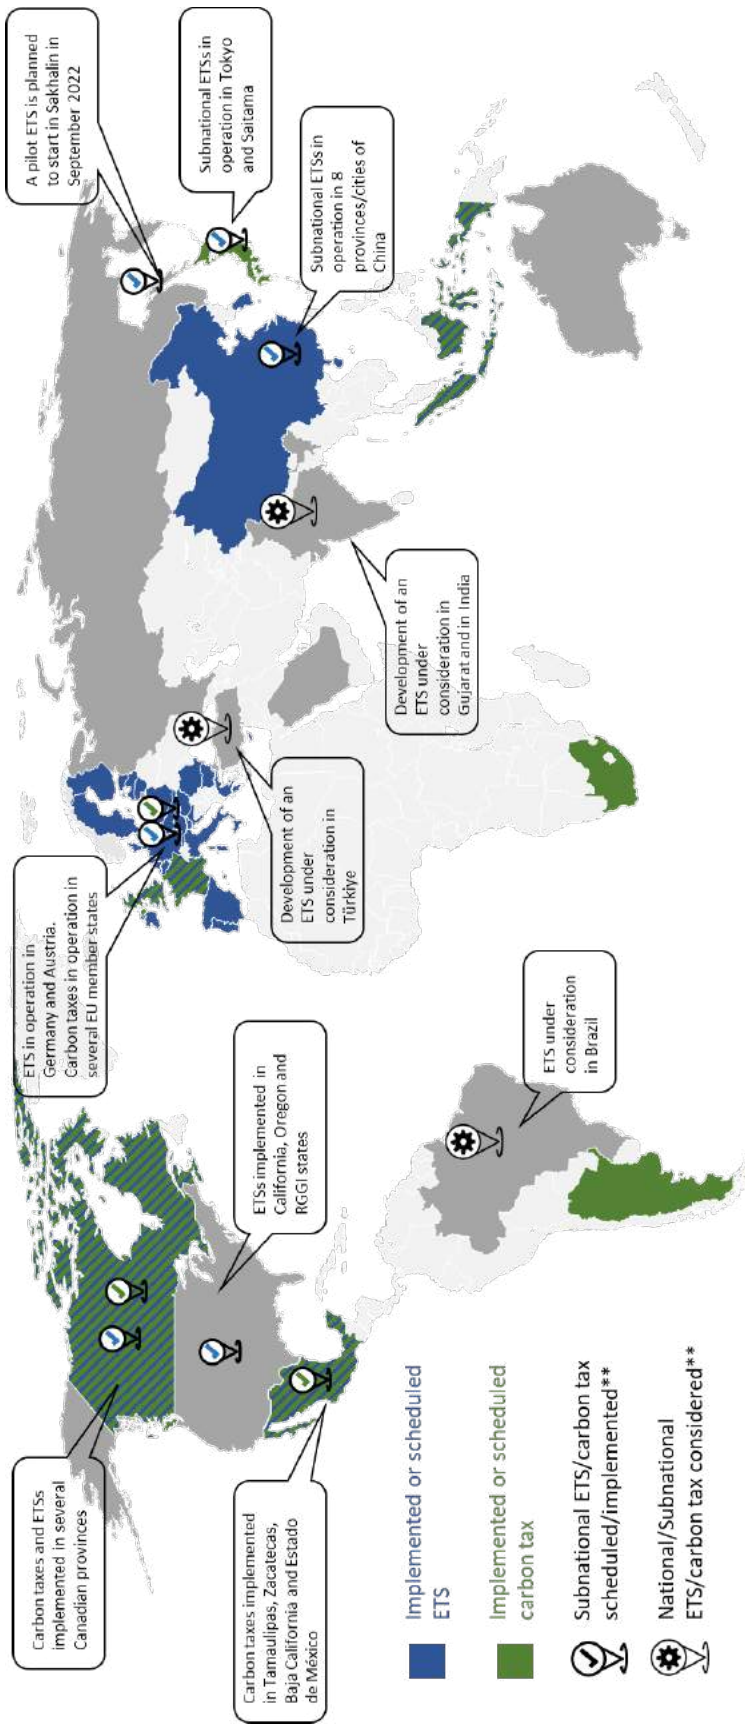 Carbon taxes and ETSs
implemented in several
Canadian provinces
ETS in operation in
Germany and Austria.
Carbon taxes in operation in
several EU member states
A pilot ETS is planned
to start in Sakhalin in
September 2022
Subnational ETSs in
operation in Tokyo
and Saitama
Subnational ETSs in
operation in 8
provinces/cities of
China
ETSs implemented in
California, Oregon and
RGGI states
Development of an
ETS under
consideration in
Türkiye
Development of an
ETS under
consideration in
Gujarat and in India
Carbon taxes implemented
in Tamaulipas, Zacatecas,
Baja California and Estado
de México
ETS under
consideration
in Brazil
Implemented or scheduled
ETS
Implemented or scheduled
carbon tax
Subnational ETS/carbon tax
scheduled/implemented**
National/Subnational
ETS/carbon tax considered**